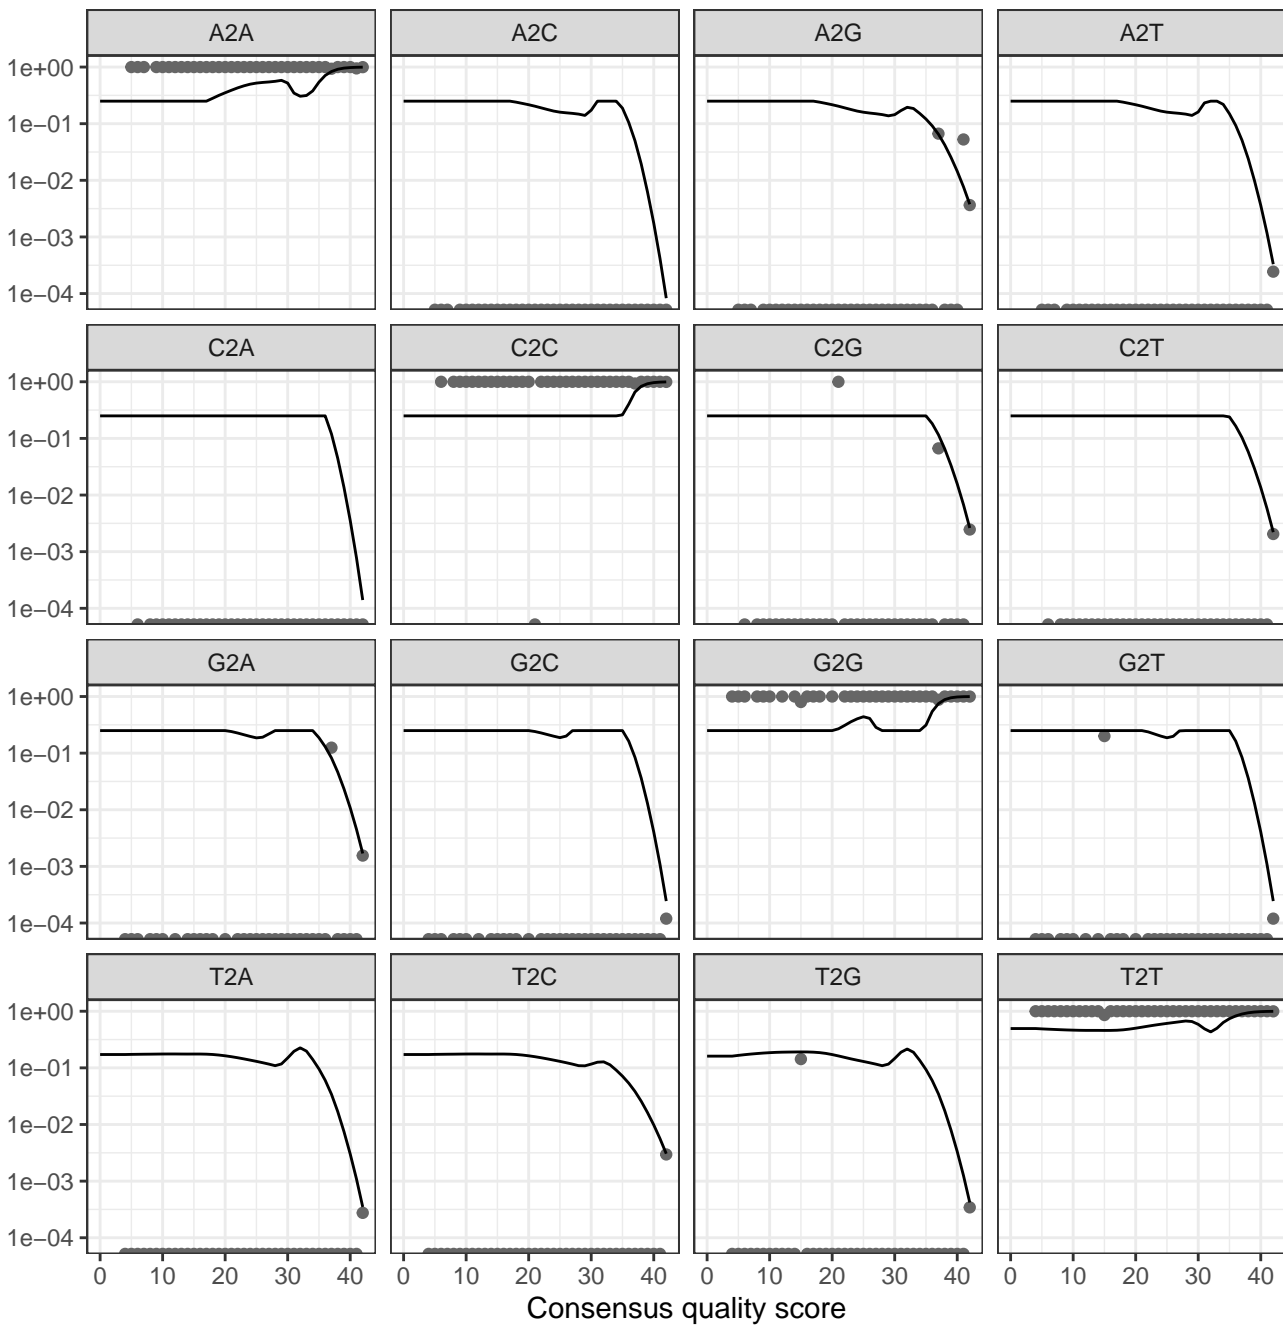 A2A A2C A2G A2T
1e+00
1e−01
1e−02
1e−03
1e−04
C2A C2C C2G C2T
1e+00
1e−01
1e−02
1e−03
1e−04
G2A G2C G2G G2T
1e+00
1e−01
1e−02
1e−03
1e−04
T2A T2C T2G T2T
1e+00
1e−01
1e−02
1e−03
1e−04
0 10 20 30 40 0 10 20 30 40 0 10 20 30 40 0 10 20 30 40
Consensus quality score